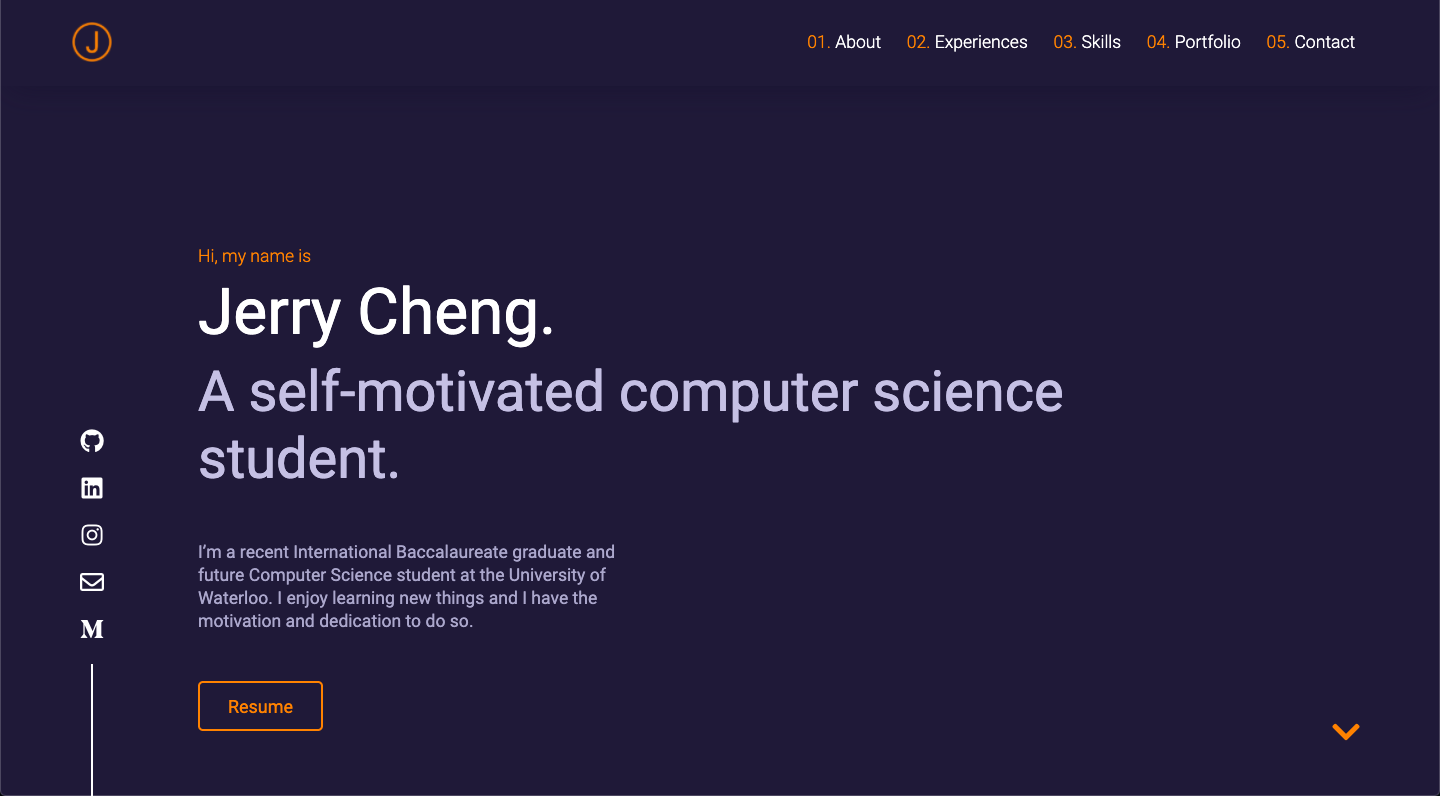 J
01. About 02. Experiences 03. Skills 04. Portfolio 05. Contact
Hi, my name is
Jerry Cheng.
A self-motivated computer science
student.
I’m a recent International Baccalaureate graduate and
future Computer Science student at the University of
Waterloo. I enjoy learning new things and I have the
motivation and dedication to do so.
Resume